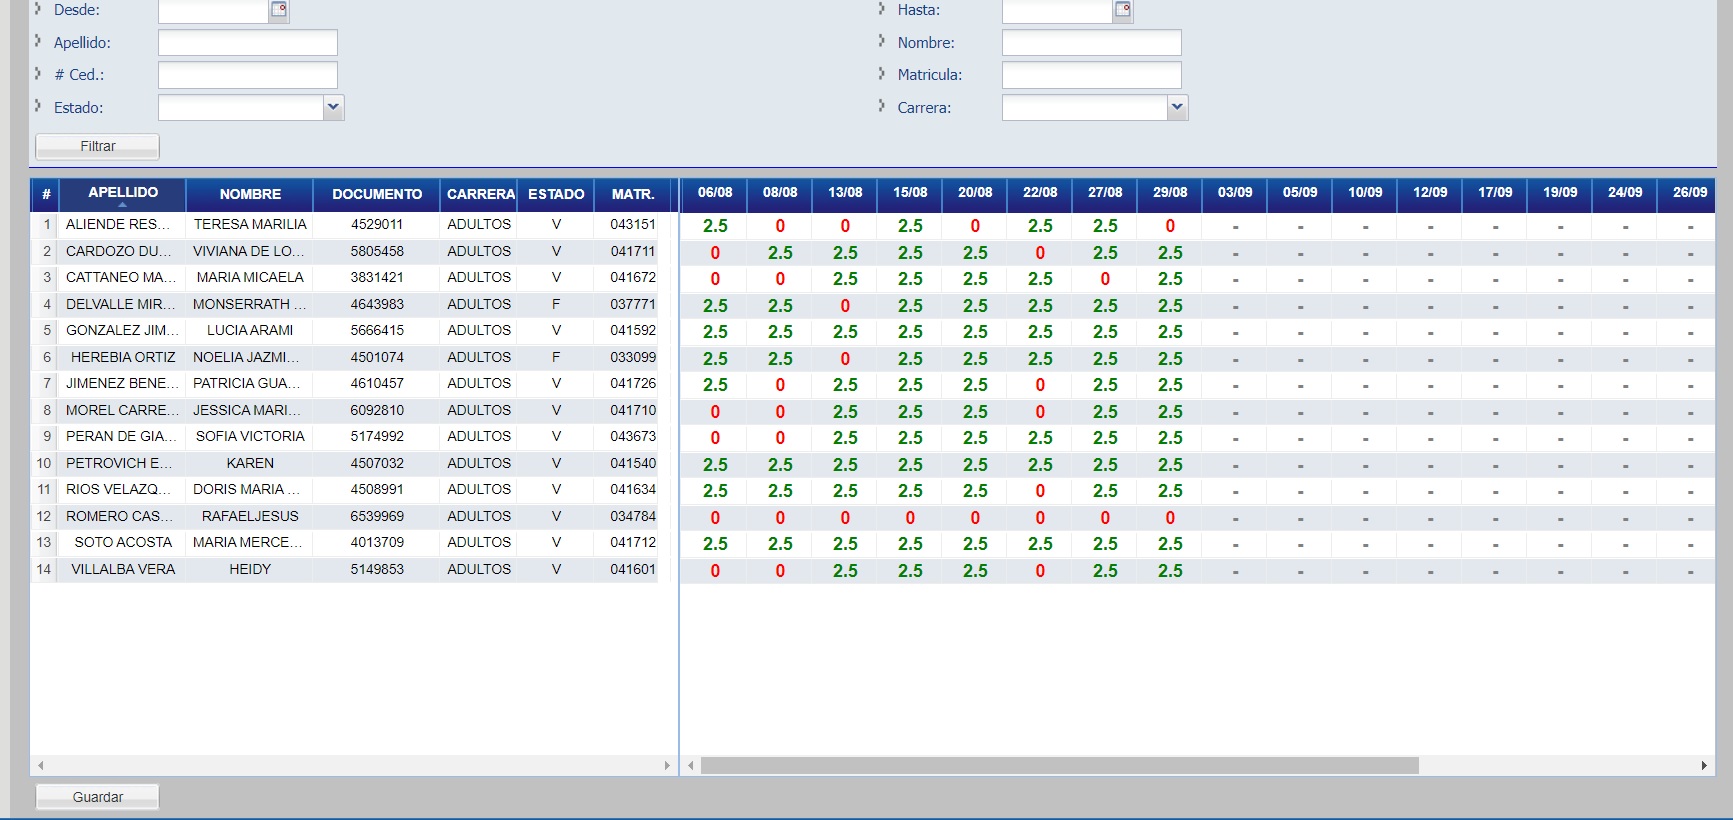 Desde: Hasta:
Apellido: Nombre:
# Ced.: Matricula:
Estado: Carrera:
Filtrar
# APELLIDO NOMBRE DOCUMENTO CARRERA ESTADO MATR. 06/08 08/08 13/08 15/08 20/08 22/08 27/08 29/08 03/09 05/09 10/09 12/09 17/09 19/09 24/09 26/09
1 ALIENDE RES... TERESA MARILIA 4529011 ADULTOS V 043151 2.5 0 0 2.5 0 2.5 2.5 0 - - - - - - - -
2 CARDOZO DU... VIVIANA DE LO... 5805458 ADULTOS V 041711 0 2.5 2.5 2.5 2.5 0 2.5 2.5 - - - - - - - -
3 CATTANEO MA... MARIA MICAELA 3831421 ADULTOS V 041672 0 0 2.5 2.5 2.5 2.5 0 2.5 - - - - - - - -
4 DELVALLE MIR... MONSERRATH ... 4643983 ADULTOS F 037771 2.5 2.5 0 2.5 2.5 2.5 2.5 2.5 - - - - - - - -
5 GONZALEZ JIM... LUCIA ARAMI 5666415 ADULTOS V 041592 2.5 2.5 2.5 2.5 2.5 2.5 2.5 2.5 - - - - - - - -
6 HEREBIA ORTIZ NOELIA JAZMI... 4501074 ADULTOS F 033099 2.5 2.5 0 2.5 2.5 2.5 2.5 2.5 - - - - - - - -
7 JIMENEZ BENE... PATRICIA GUA... 4610457 ADULTOS V 041726 2.5 0 2.5 2.5 2.5 0 2.5 2.5 - - - - - - - -
8 MOREL CARRE... JESSICA MARI... 6092810 ADULTOS V 041710 0 0 2.5 2.5 2.5 0 2.5 2.5 - - - - - - - -
9 PERAN DE GIA... SOFIA VICTORIA 5174992 ADULTOS V 043673 0 0 2.5 2.5 2.5 2.5 2.5 2.5 - - - - - - - -
10 PETROVICH E... KAREN 4507032 ADULTOS V 041540 2.5 2.5 2.5 2.5 2.5 2.5 2.5 2.5 - - - - - - - -
11 RIOS VELAZQ... DORIS MARIA ... 4508991 ADULTOS V 041634 2.5 2.5 2.5 2.5 2.5 0 2.5 2.5 - - - - - - - -
12 ROMERO CAS... RAFAELJESUS 6539969 ADULTOS V 034784 0 0 0 0 0 0 0 0 - - - - - - - -
13 SOTO ACOSTA MARIA MERCE... 4013709 ADULTOS V 041712 2.5 2.5 2.5 2.5 2.5 2.5 2.5 2.5 - - - - - - - -
14 VILLALBA VERA HEIDY 5149853 ADULTOS V 041601 0 0 2.5 2.5 2.5 0 2.5 2.5 - - - - - - - -
Guardar